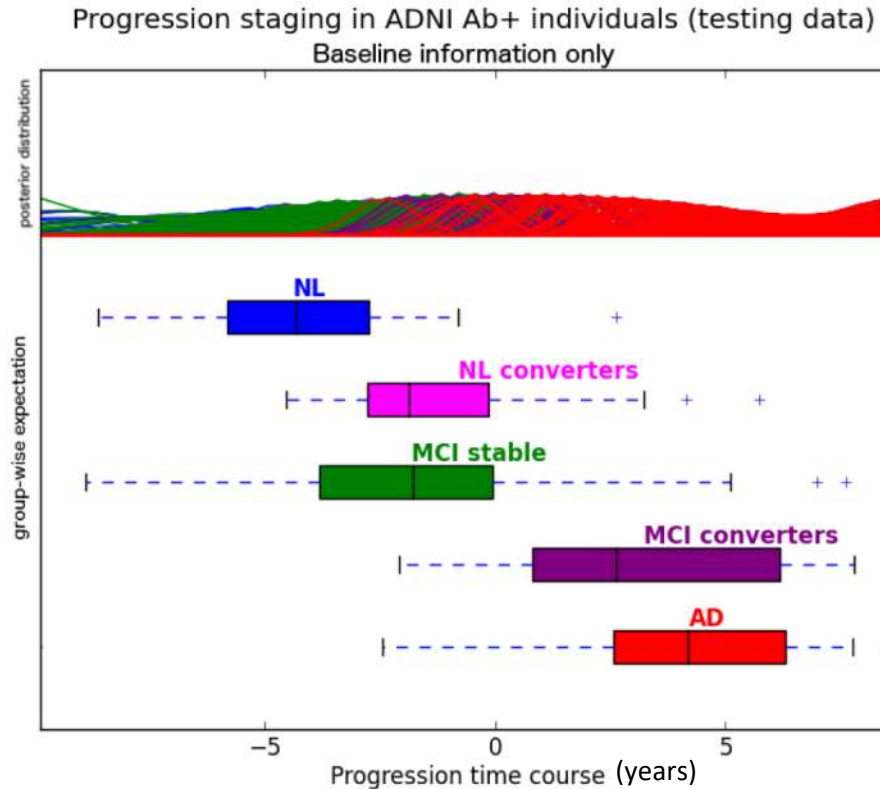 Progression staging in ADNI Ab+ individuals (testing data)
Baseline information only
posterior distribution
group-wise expectation
NL
NL converters
MCI stable
MCI converters
AD
−5 0 5
Progression time course (years)